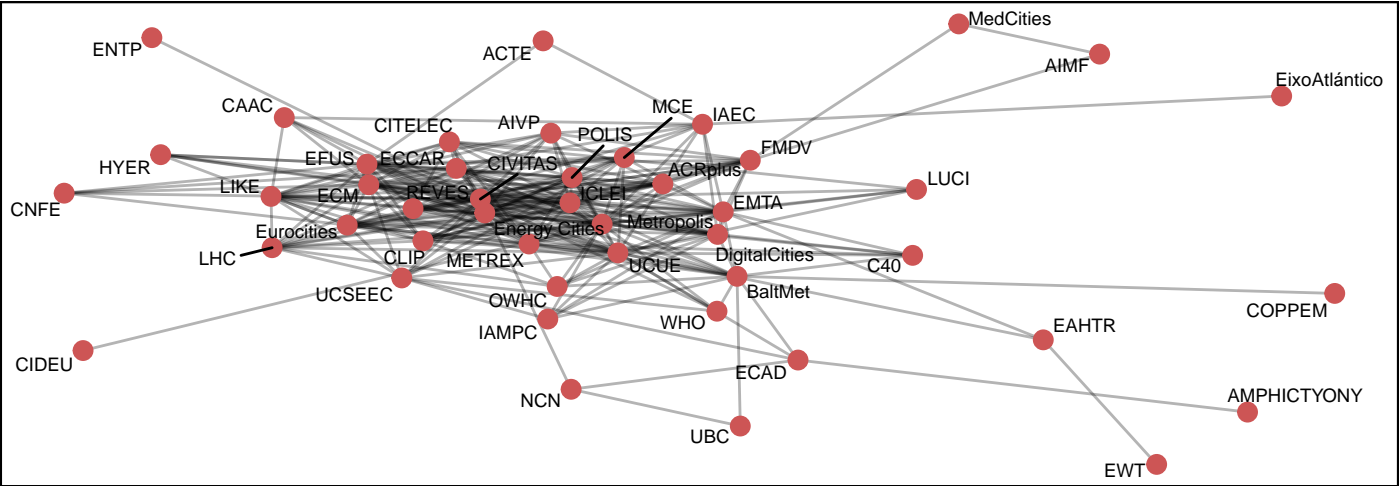 MedCities
ENTP
ACTE
AIMF
EixoAtlántico
CAAC
MCE
IAEC
CITELEC
AIVP
POLIS
FMDV
HYER
EFUS
ECCAR
CIVITAS
ACRplus
LUCI
LIKE
ECM
REVES
ICLEI
CNFE
EMTA
Eurocities
Energy Cities
Metropolis
LHC
CLIP
METREX
UCUE
DigitalCities
C40
UCSEEC
OWHC
BaltMet
COPPEM
IAMPC
WHO
EAHTR
CIDEU
ECAD
AMPHICTYONY
NCN
UBC
EWT